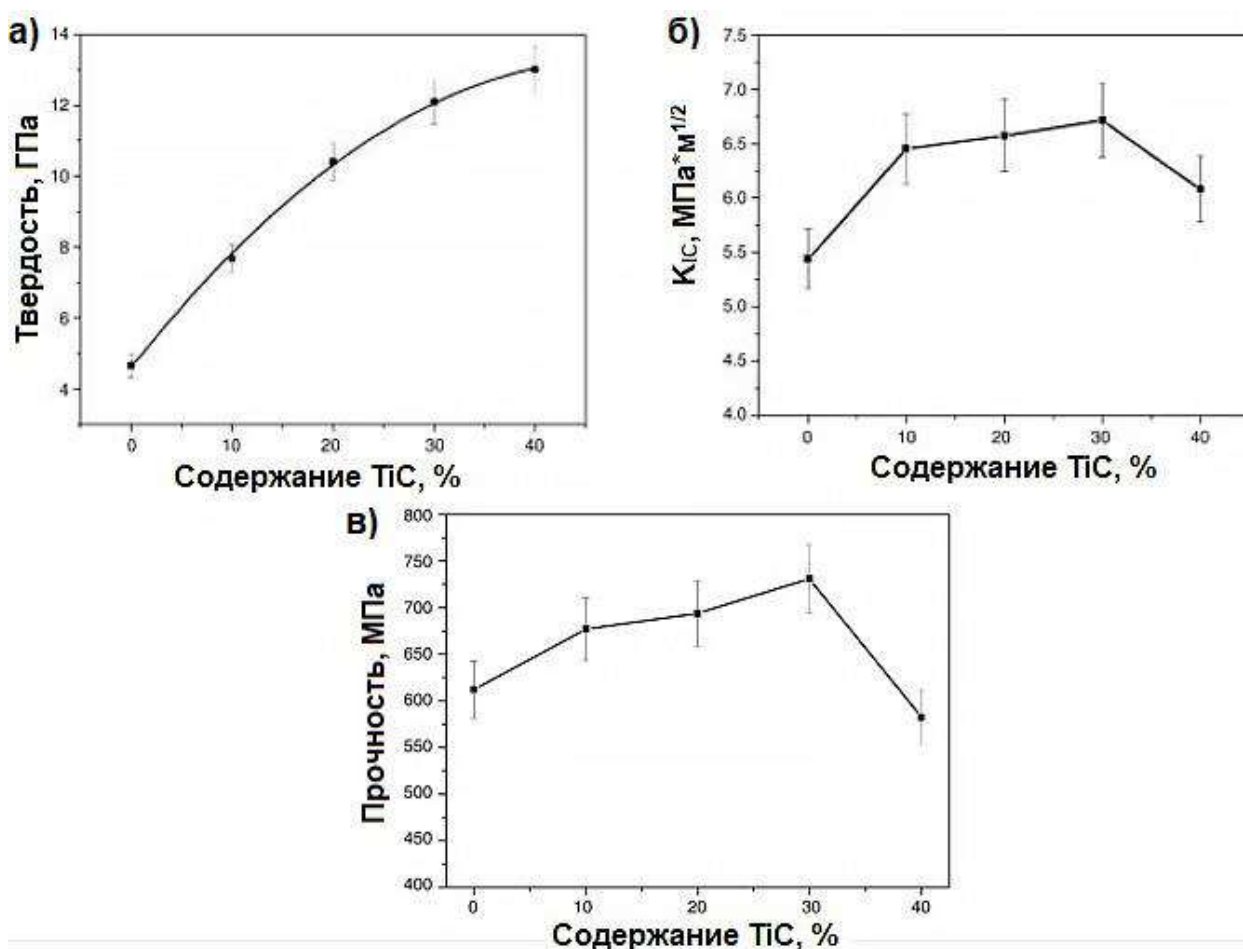 а)
Твердость, ГПа
14
12
10
8
6
4
0 10 20 30 40
Содержание TiC, %
б)
K_IC, МПа*м^1/2
7.5
7.0
6.5
6.0
5.5
5.0
4.5
4.0
0 10 20 30 40
Содержание TiC, %
в)
Прочность, МПа
800
750
700
650
600
550
500
450
400
0 10 20 30 40
Содержание TiC, %